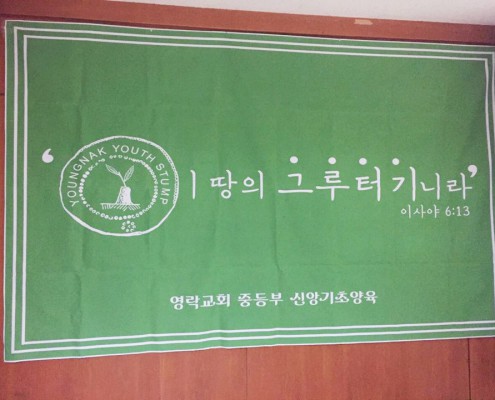 YOUNGNAK YOUTH STUMP
‘이 땅의 그루터기니라’
이사야 6:13
영락교회 중등부 신앙기초양육